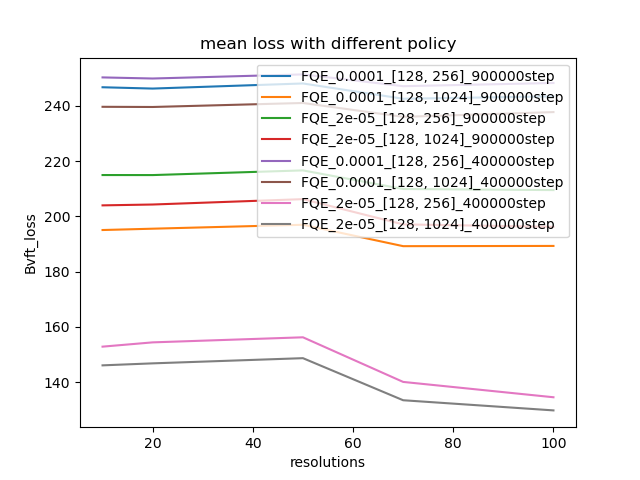 mean loss with different policy
FQE_0.0001_[128, 256]_900000step
FQE_0.0001_[128, 1024]_900000step
FQE_2e-05_[128, 256]_900000step
FQE_2e-05_[128, 1024]_900000step
FQE_0.0001_[128, 256]_400000step
FQE_0.0001_[128, 1024]_400000step
FQE_2e-05_[128, 256]_400000step
FQE_2e-05_[128, 1024]_400000step
Bvft_loss
240
220
200
180
160
140
20 40 60 80 100
resolutions